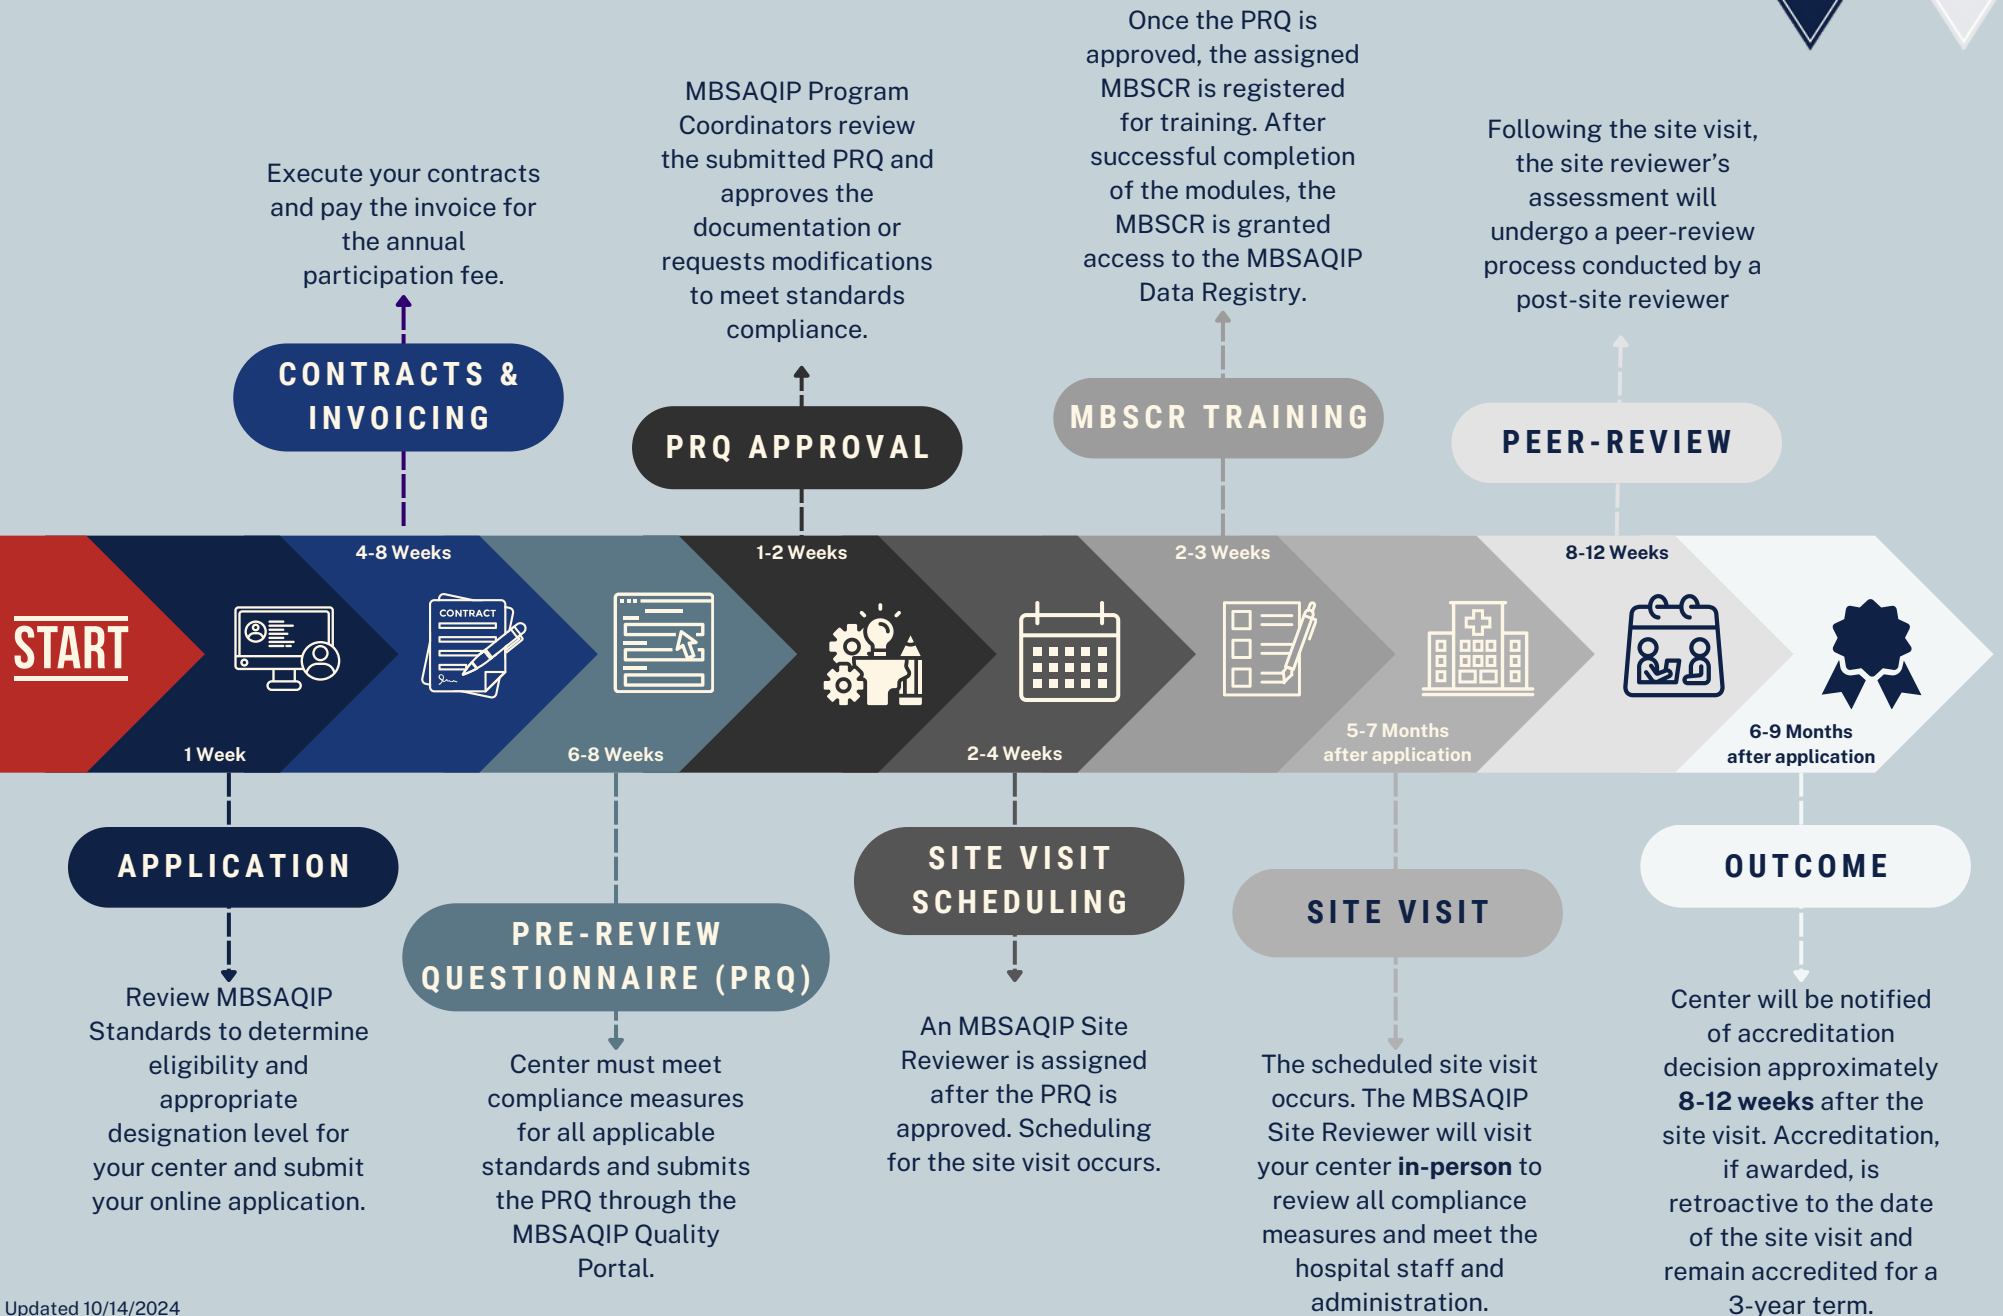 Execute your contracts
and pay the invoice for
the annual
participation fee.
CONTRACTS &
INVOICING
MBSAQIP Program
Coordinators review
the submitted PRQ and
approves the
documentation or
requests modifications
to meet standards
compliance.
PRQ APPROVAL
Once the PRQ is
approved, the assigned
MBSCR is registered
for training. After
successful completion
of the modules, the
MBSCR is granted
access to the MBSAQIP
Data Registry.
MBSCR TRAINING
Following the site visit,
the site reviewer’s
assessment will
undergo a peer-review
process conducted by a
post-site reviewer
PEER-REVIEW
START
1 Week
4-8 Weeks
CONTRACT
6-8 Weeks
1-2 Weeks
2-4 Weeks
2-3 Weeks
5-7 Months
after application
8-12 Weeks
6-9 Months
after application
APPLICATION
Review MBSAQIP
Standards to determine
eligibility and
appropriate
designation level for
your center and submit
your online application.
PRE-REVIEW
QUESTIONNAIRE (PRQ)
Center must meet
compliance measures
for all applicable
standards and submits
the PRQ through the
MBSAQIP Quality
Portal.
SITE VISIT
SCHEDULING
An MBSAQIP Site
Reviewer is assigned
after the PRQ is
approved. Scheduling
for the site visit occurs.
SITE VISIT
The scheduled site visit
occurs. The MBSAQIP
Site Reviewer will visit
your center in-person to
review all compliance
measures and meet the
hospital staff and
administration.
OUTCOME
Center will be notified
of accreditation
decision approximately
8-12 weeks after the
site visit. Accreditation,
if awarded, is
retroactive to the date
of the site visit and
remain accredited for a
3-year term.
Updated 10/14/2024